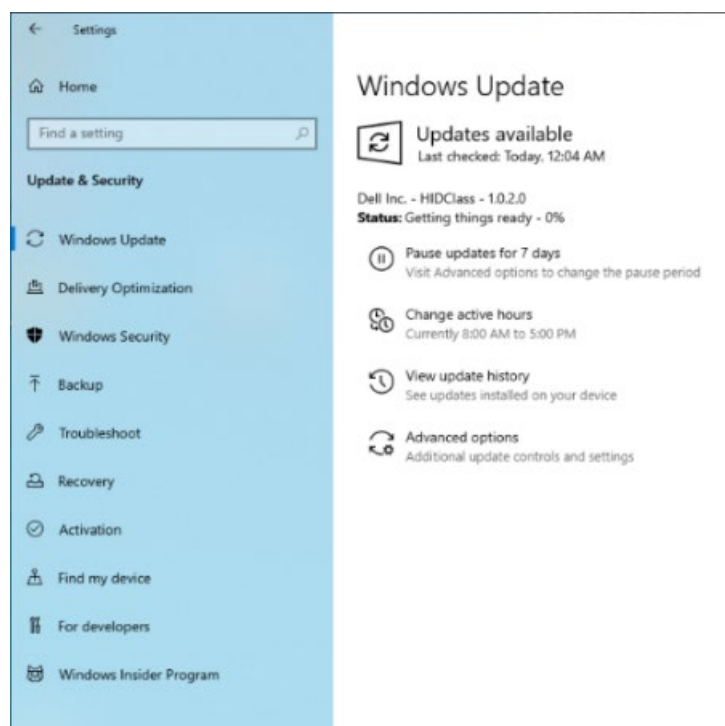 Settings
Home
Find a setting
Update & Security
Windows Update
Delivery Optimization
Windows Security
Backup
Troubleshoot
Recovery
Activation
Find my device
For developers
Windows Insider Program
Windows Update
Updates available
Last checked: Today, 12:04 AM
Dell Inc. - HIDClass - 1.0.2.0
Status: Getting things ready - 0%
Pause updates for 7 days
Visit Advanced options to change the pause period
Change active hours
Currently 8:00 AM to 5:00 PM
View update history
See updates installed on your device
Advanced options
Additional update controls and settings